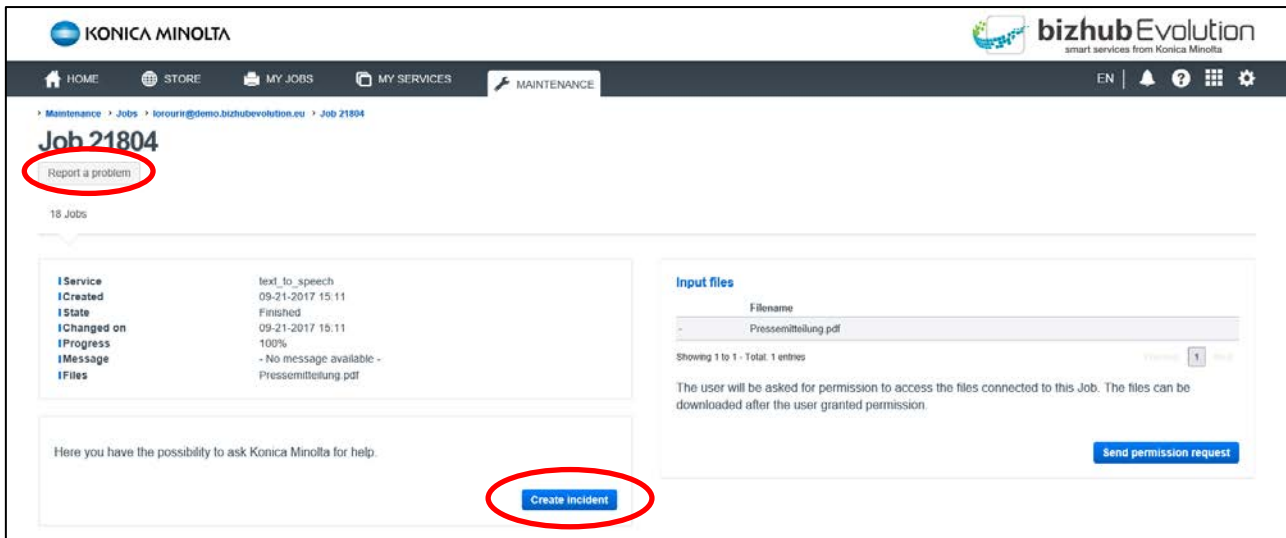 KONICA MINOLTA
bizhub Evolution
smart services from Konica Minolta
HOME STORE MY JOBS MY SERVICES MAINTENANCE EN
Maintenance Jobs lorourir@demo.bizhubevolution.eu Job 21804
Job 21804
Report a problem
18 Jobs
Service text_to_speech
Created 09-21-2017 15:11
State Finished
Changed on 09-21-2017 15:11
Progress 100%
Message - No message available -
Files Pressemitteilung.pdf
Here you have the possibility to ask Konica Minolta for help.
Create incident
Input files
Filename
- Pressemitteilung.pdf
Showing 1 to 1 - Total: 1 entries 1
The user will be asked for permission to access the files connected to this Job. The files can be
downloaded after the user granted permission.
Send permission request